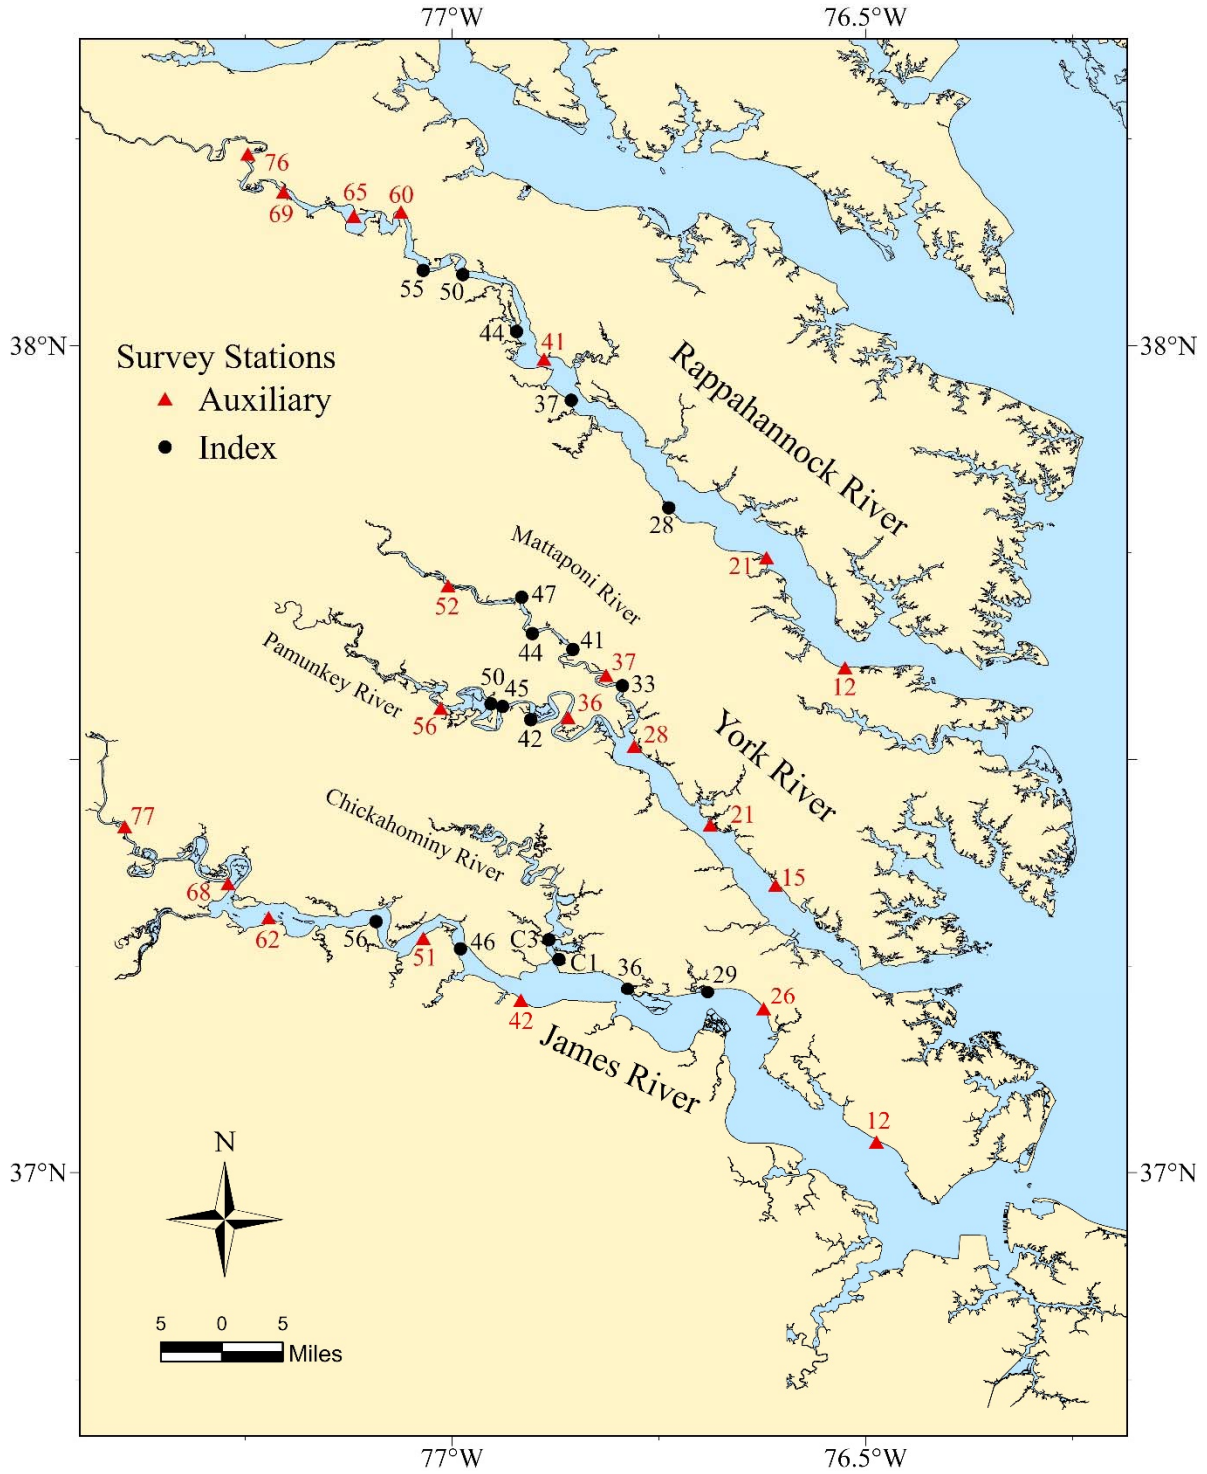 77°W
76.5°W
76
69
65
60
55
50
44
41
38°N
38°N
Survey Stations
Auxiliary
Index
37
Rappahannock River
28
21
12
Mattaponi River
52
47
44
41
37
33
Pamunkey River
50
45
56
42
36
28
York River
21
15
Chickahominy River
77
68
62
56
51
46
C3
C1
36
29
26
42
James River
12
37°N
37°N
N
5 0 5
Miles
77°W
76.5°W